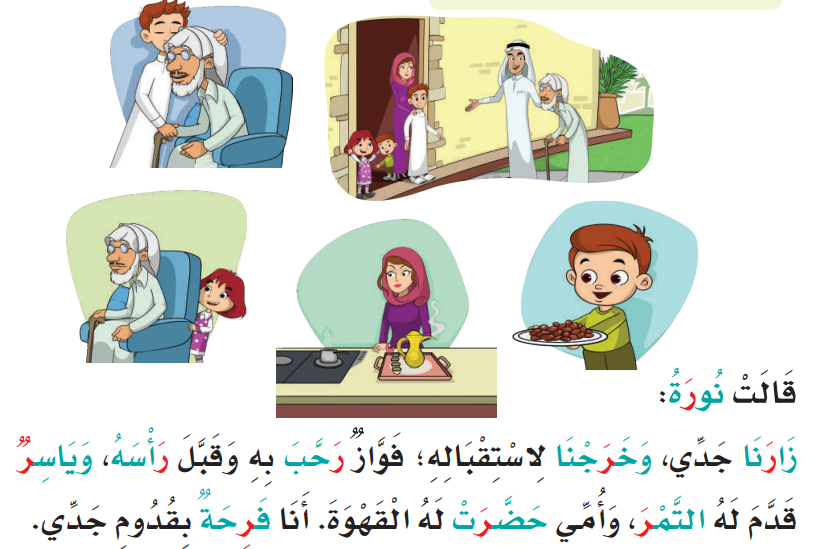 قَالَتْ نُورَةُ:
زَارَنَا جَدِّي، وَخَرَجْنَا لِاسْتِقْبَالِهِ؛ فَوَّازٌ رَحَّبَ بِهِ وَقَبَّلَ رَأْسَهُ، وَيَاسِرٌ
قَدَّمَ لَهُ التَّمْرَ، وَأُمِّي حَضَّرَتْ لَهُ الْقَهْوَةَ. أَنَا فَرِحَةٌ بِقُدُومِ جَدِّي.